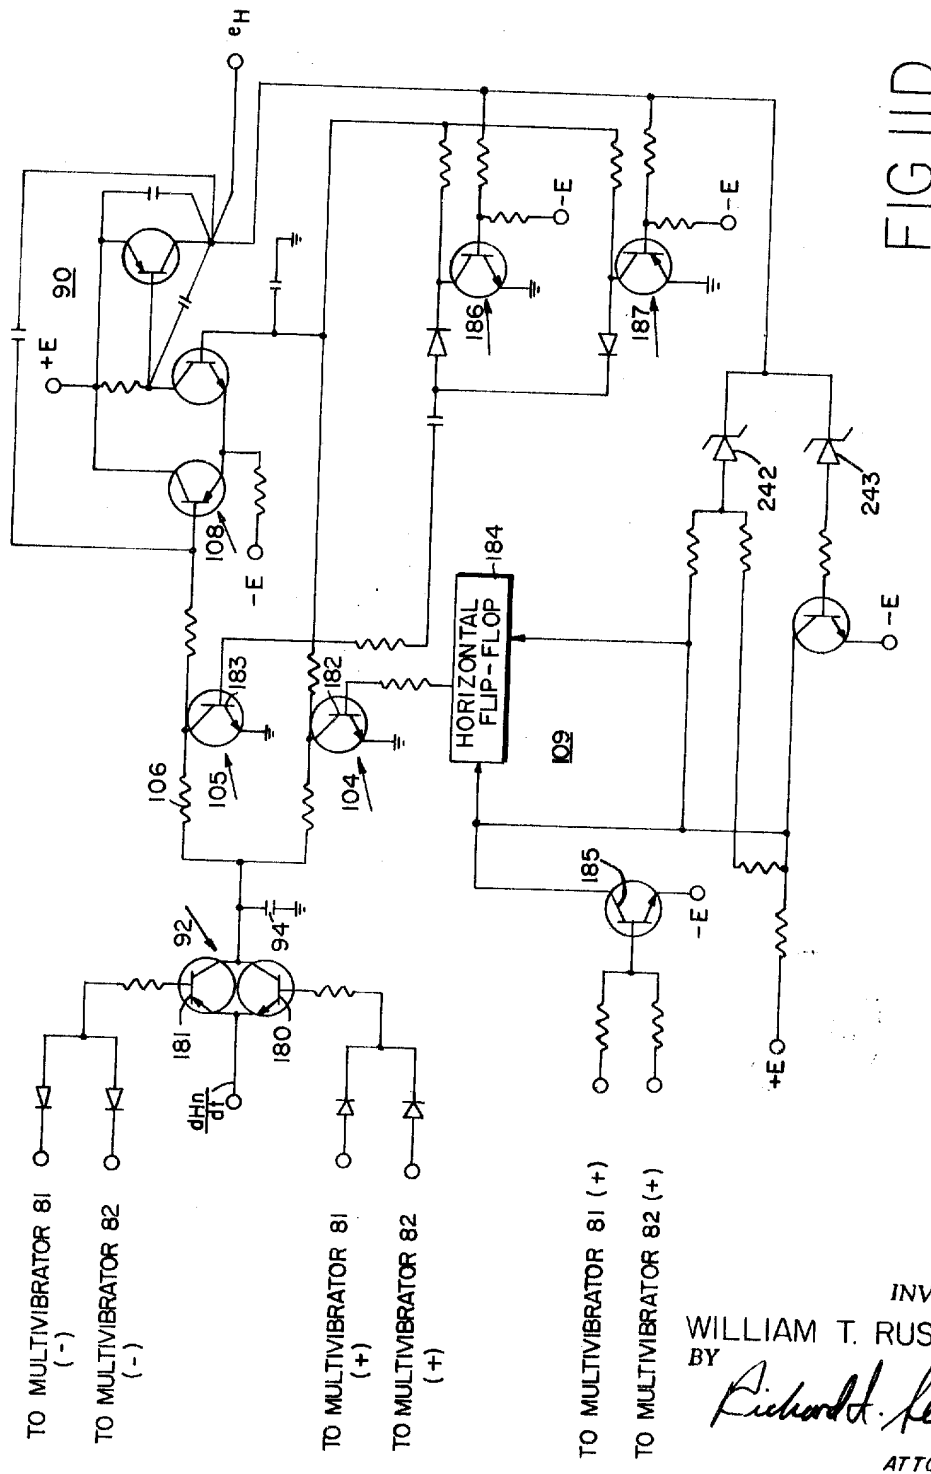 FIG. 11D
eH
90
+E
108
-E
-E
-E
186
187
106
183
105
182
104
184
HORIZONTAL
FLIP-FLOP
109
242
243
-E
92
94
181
180
dHn
dt
185
-E
+E
TO MULTIVIBRATOR 81
(-)
TO MULTIVIBRATOR 82
(-)
TO MULTIVIBRATOR 81
(+)
TO MULTIVIBRATOR 82
(+)
TO MULTIVIBRATOR 81 (+)
TO MULTIVIBRATOR 82 (+)
INV
WILLIAM T. RUS
BY
Richard
ATTO